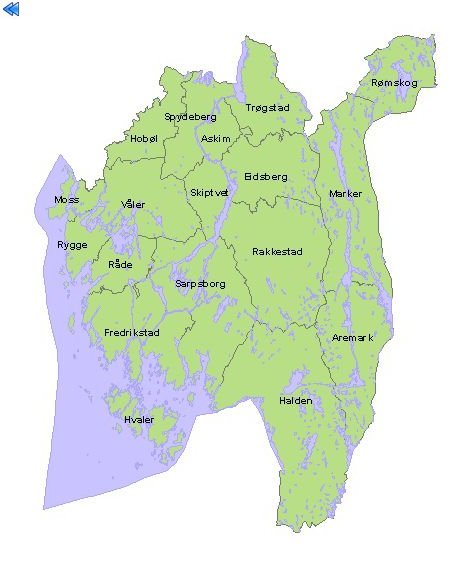 Rømskog
Trøgstad
Spydeberg
Hobøl
Askim
Eidsberg
Skiptvet
Marker
Moss
Våler
Rygge
Råde
Rakkestad
Sarpsborg
Fredrikstad
Aremark
Halden
Hvaler